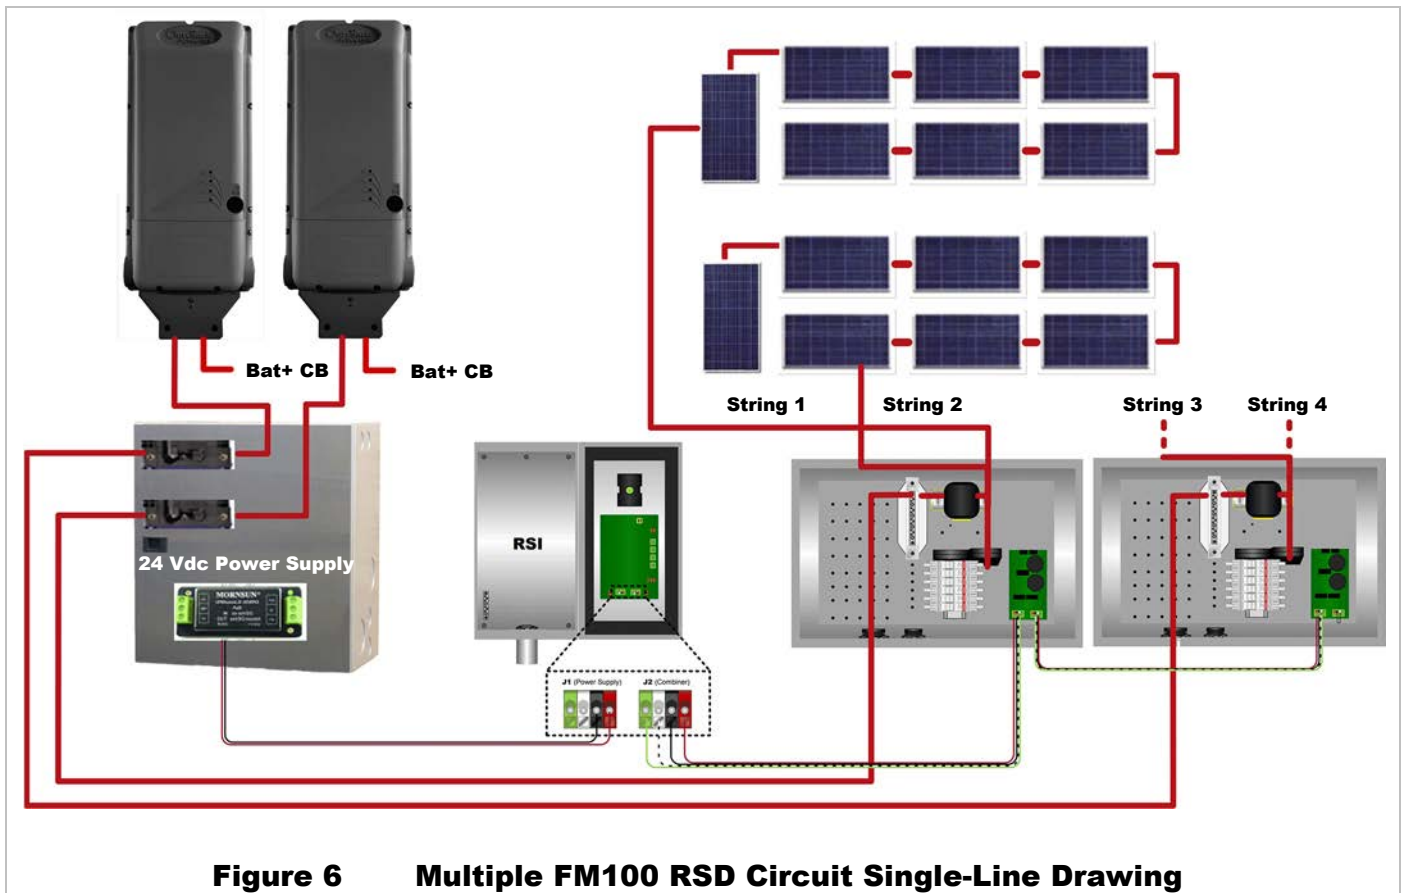 Bat+ CB
Bat+ CB
String 1
String 2
String 3
String 4
24 Vdc Power Supply
MORNSUN
RSI
J1 (Power Supply)
J2 (Combiner)
Figure 6 Multiple FM100 RSD Circuit Single-Line Drawing